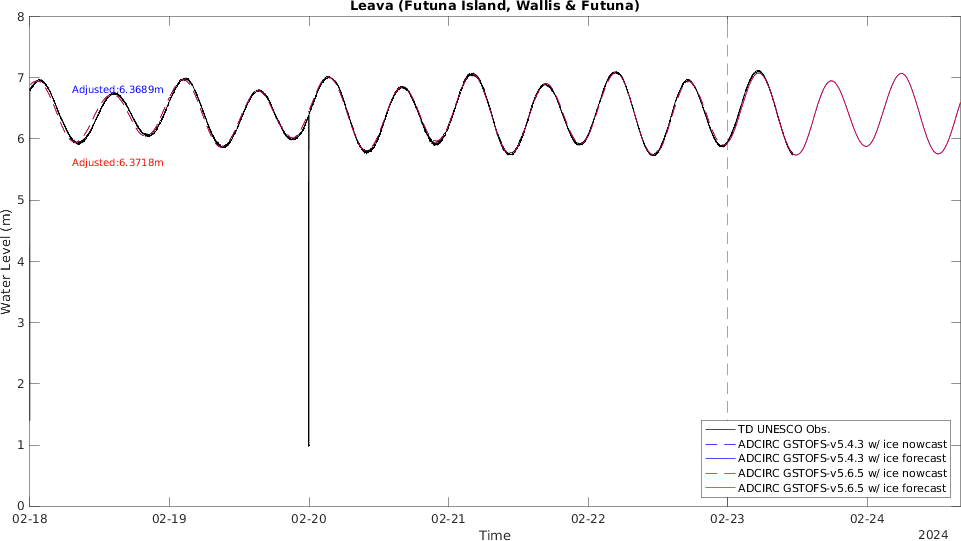 Leava (Futuna Island, Wallis & Futuna)
8
7
6
5
4
3
2
1
0
Water Level (m)
Adjusted:6.3689m
Adjusted:6.3718m
TD UNESCO Obs.
ADCIRC GSTOFS-v5.4.3 w/ ice nowcast
ADCIRC GSTOFS-v5.4.3 w/ ice forecast
ADCIRC GSTOFS-v5.6.5 w/ ice nowcast
ADCIRC GSTOFS-v5.6.5 w/ ice forecast
02-18 02-19 02-20 02-21 02-22 02-23 02-24
Time
2024